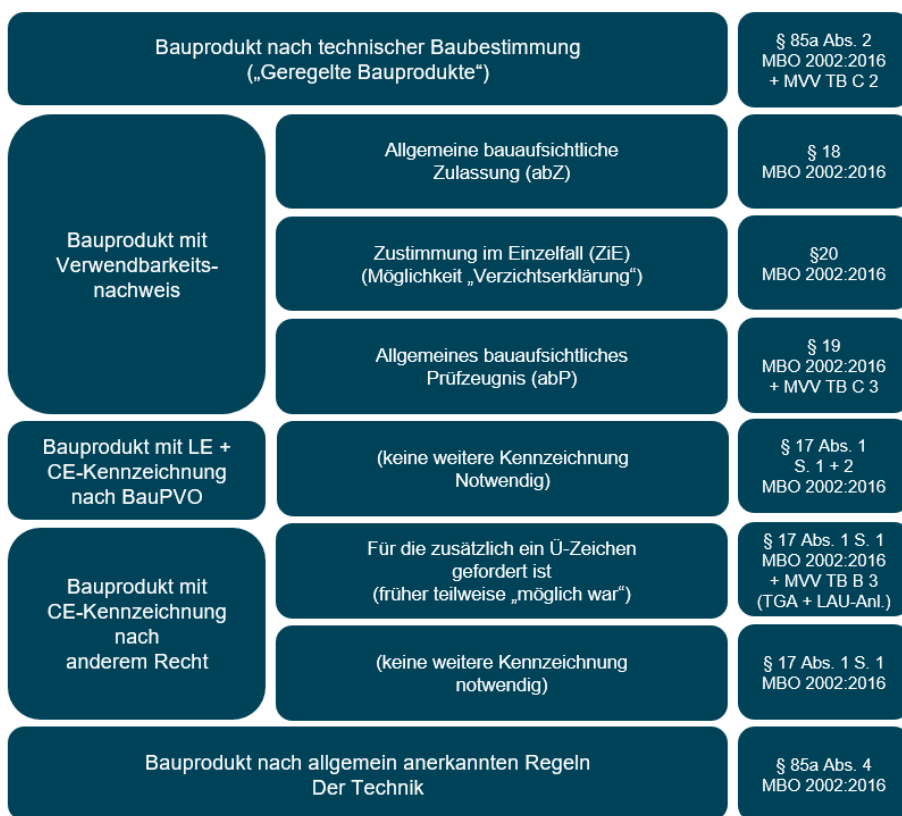 Bauprodukt nach technischer Baubestimmung
(„Geregelte Bauprodukte“)
§ 85a Abs. 2
MBO 2002:2016
+ MVV TB C 2
Bauprodukt mit
Verwendbarkeits-
nachweis
Allgemeine bauaufsichtliche
Zulassung (abZ)
§ 18
MBO 2002:2016
Zustimmung im Einzelfall (ZiE)
(Möglichkeit „Verzichtserklärung“)
§20
MBO 2002:2016
Allgemeines bauaufsichtliches
Prüfzeugnis (abP)
§ 19
MBO 2002:2016
+ MVV TB C 3
Bauprodukt mit LE +
CE-Kennzeichnung
nach BauPVO
(keine weitere Kennzeichnung
Notwendig)
§ 17 Abs. 1
S. 1 + 2
MBO 2002:2016
Bauprodukt mit
CE-Kennzeichnung
nach
anderem Recht
Für die zusätzlich ein Ü-Zeichen
gefordert ist
(früher teilweise „möglich war“)
§ 17 Abs. 1 S. 1
MBO 2002:2016
+ MVV TB B 3
(TGA + LAU-Anl.)
(keine weitere Kennzeichnung
notwendig)
§ 17 Abs. 1 S. 1
MBO 2002:2016
Bauprodukt nach allgemein anerkannten Regeln
Der Technik
§ 85a Abs. 4
MBO 2002:2016